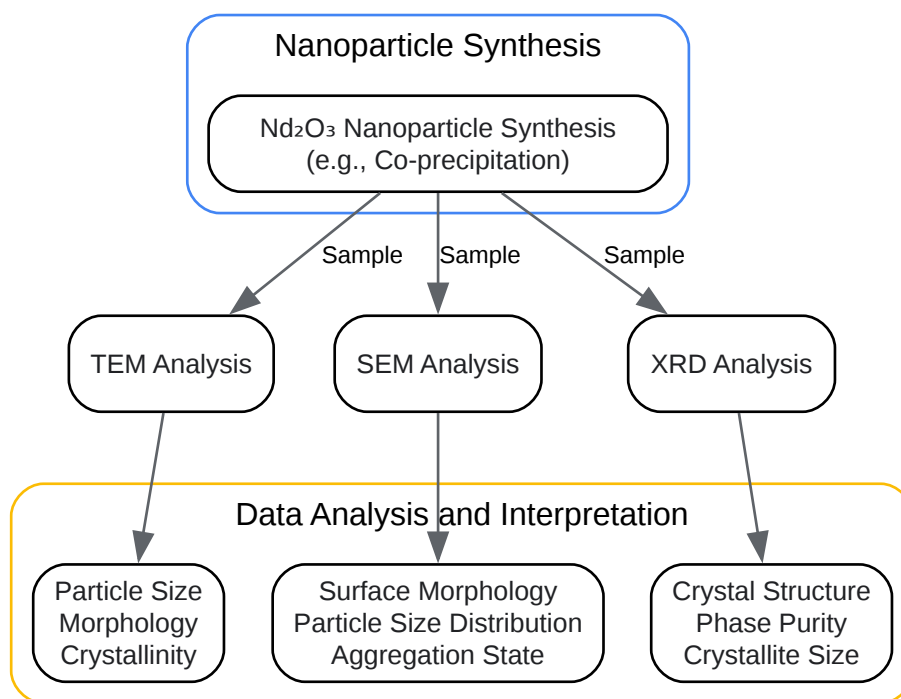 Nanoparticle Synthesis
Nd₂O₃ Nanoparticle Synthesis
(e.g., Co-precipitation)
Sample
Sample
Sample
TEM Analysis
SEM Analysis
XRD Analysis
Data Analysis and Interpretation
Particle Size
Morphology
Crystallinity
Surface Morphology
Particle Size Distribution
Aggregation State
Crystal Structure
Phase Purity
Crystallite Size